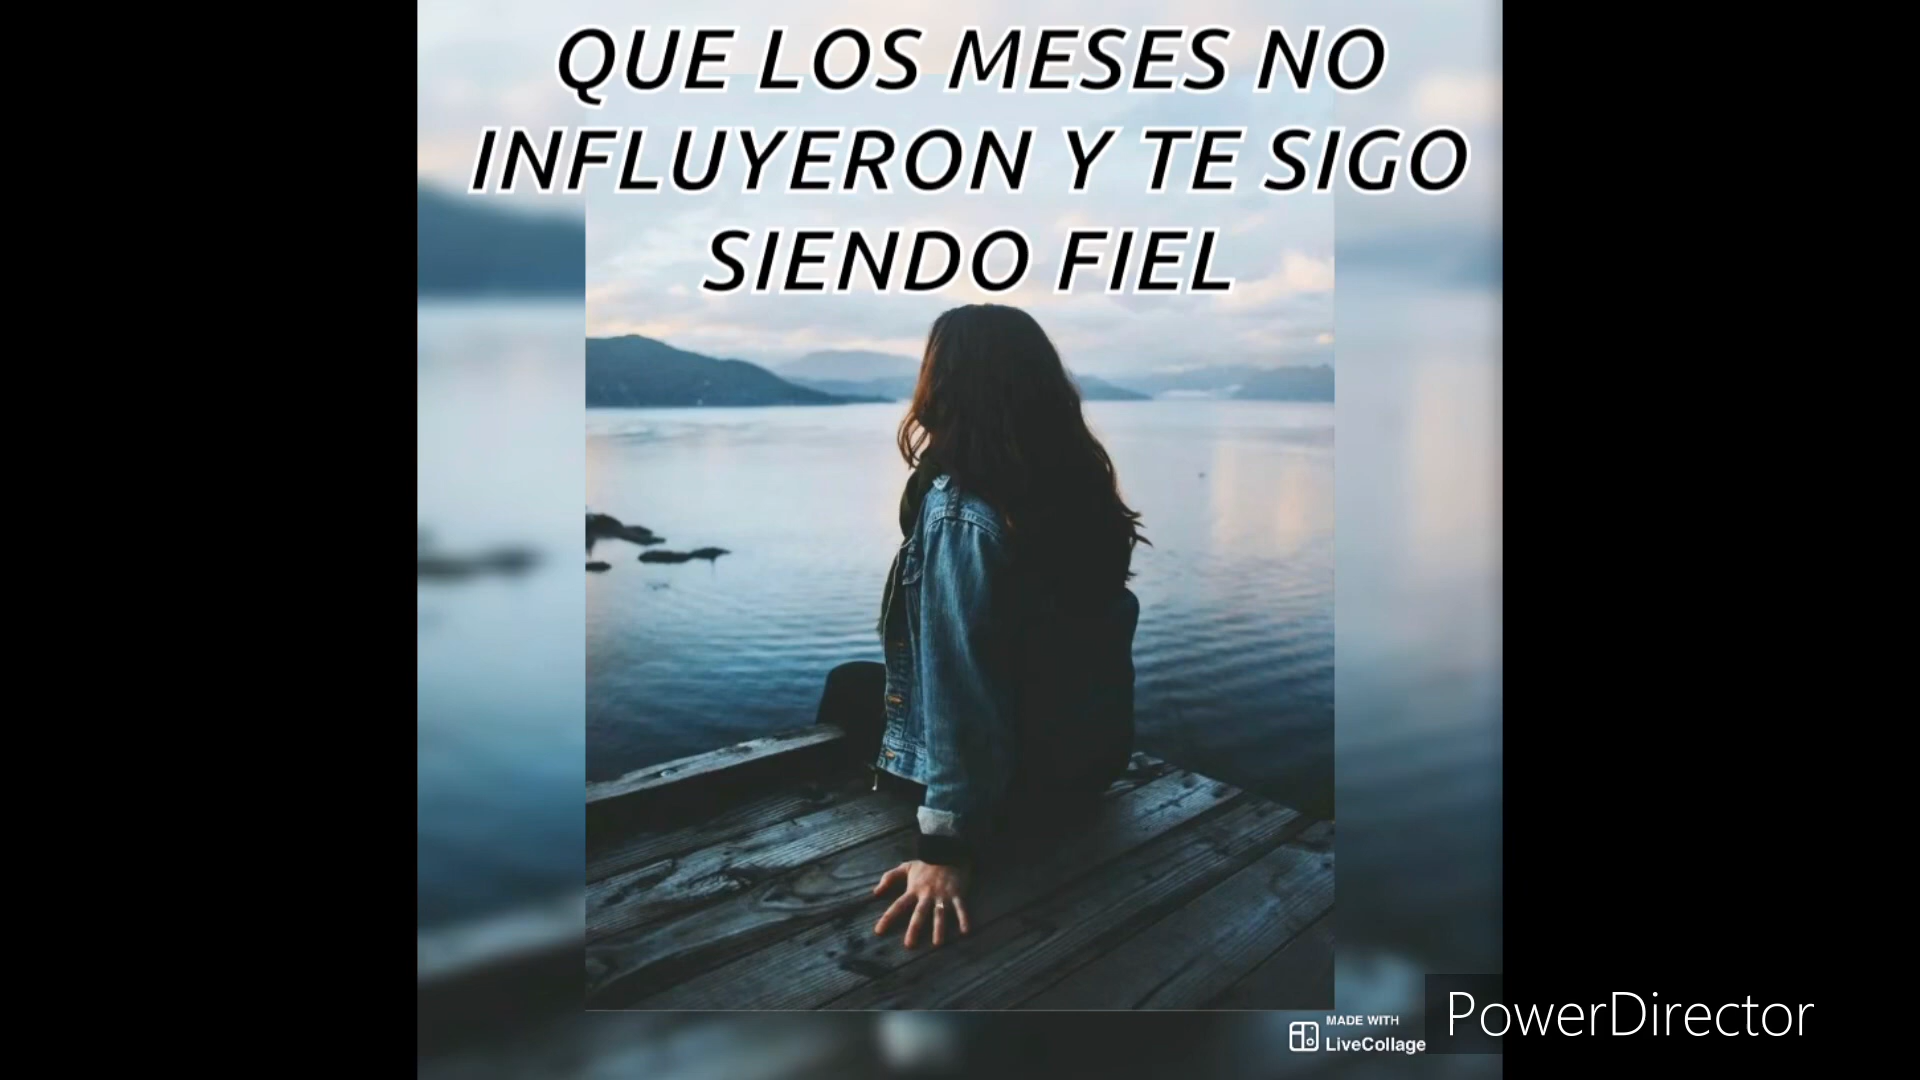 QUE LOS MESES NO
INFLUYERON Y TE SIGO
SIENDO FIEL
MADE WITH
LiveCollage
PowerDirector